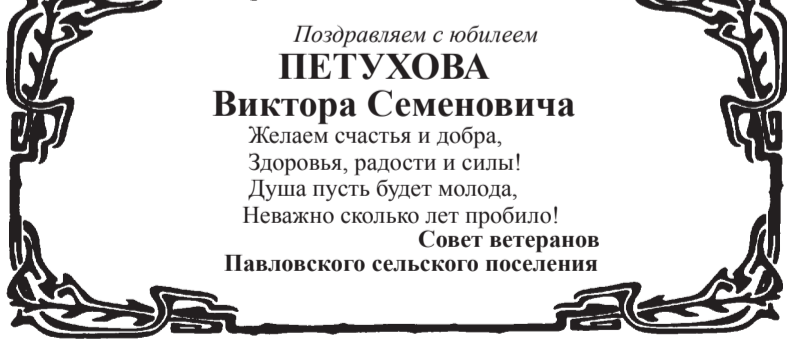 Поздравляем с юбилеем
ПЕТУХОВА
Виктора Семеновича
Желаем счастья и добра,
Здоровья, радости и силы!
Душа пусть будет молода,
Неважно сколько лет пробило!
Совет ветеранов
Павловского сельского поселения